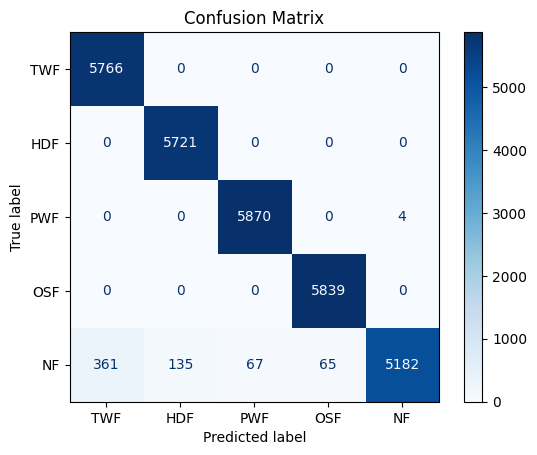 Confusion Matrix
TWF 5766 0 0 0 0
HDF 0 5721 0 0 0
PWF 0 0 5870 0 4
OSF 0 0 0 5839 0
NF 361 135 67 65 5182
TWF HDF PWF OSF NF
Predicted label
True label
5000
4000
3000
2000
1000
0